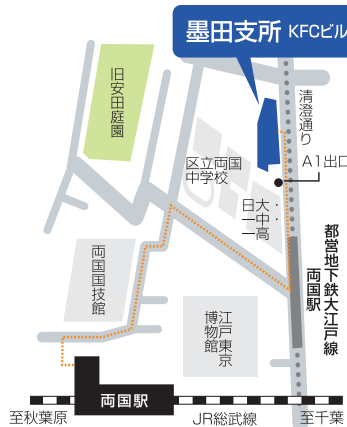 墨田支所 KFCビル
旧安田庭園
清澄通り
区立両国
中学校
A1出口
日大一中・一高
都営地下鉄大江戸線
両国駅
両国国技館
江戸東京
博物館
両国駅
至秋葉原
JR総武線
至千葉